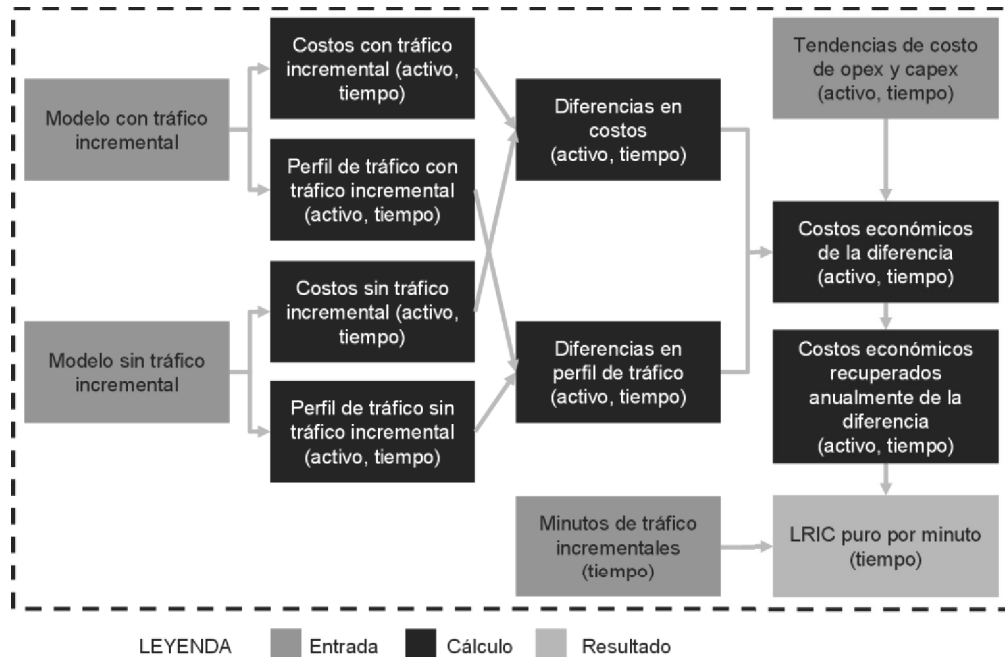 Modelo con tráfico
incremental
Modelo sin tráfico
incremental
Costos con tráfico
incremental (activo,
tiempo)
Perfil de tráfico con
tráfico incremental
(activo, tiempo)
Costos sin tráfico
incremental (activo,
tiempo)
Perfil de tráfico sin
tráfico incremental
(activo, tiempo)
Diferencias en
costos
(activo, tiempo)
Diferencias en
perfil de tráfico
(activo, tiempo)
Minutos de tráfico
incrementales
(tiempo)
Tendencias de costo
de opex y capex
(activo, tiempo)
Costos económicos
de la diferencia
(activo, tiempo)
Costos económicos
recuperados
anualmente de la
diferencia
(activo, tiempo)
LRIC puro por minuto
(tiempo)
LEYENDA
Entrada
Cálculo
Resultado